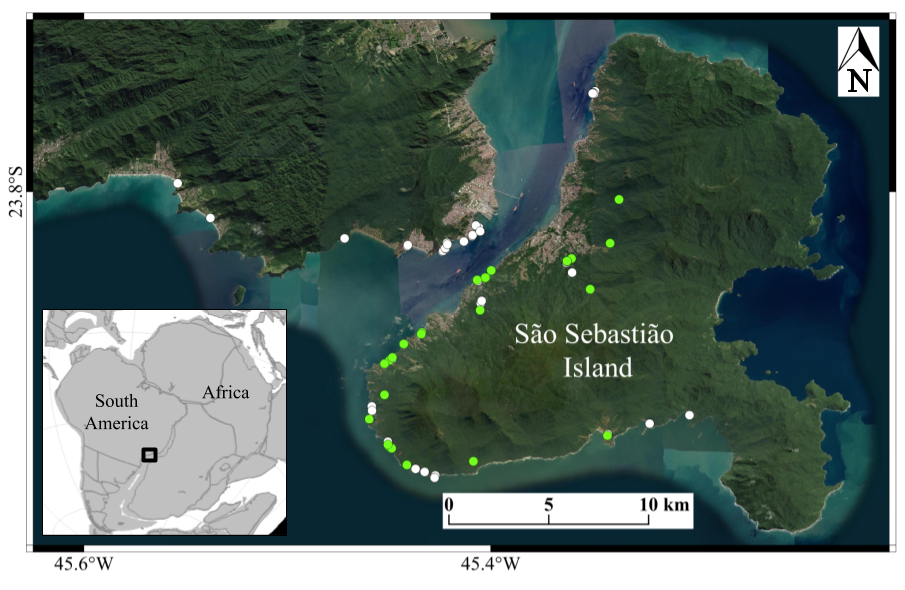 N
23.8°S
São Sebastião
Island
South
America
Africa
0 5 10 km
45.6°W 45.4°W